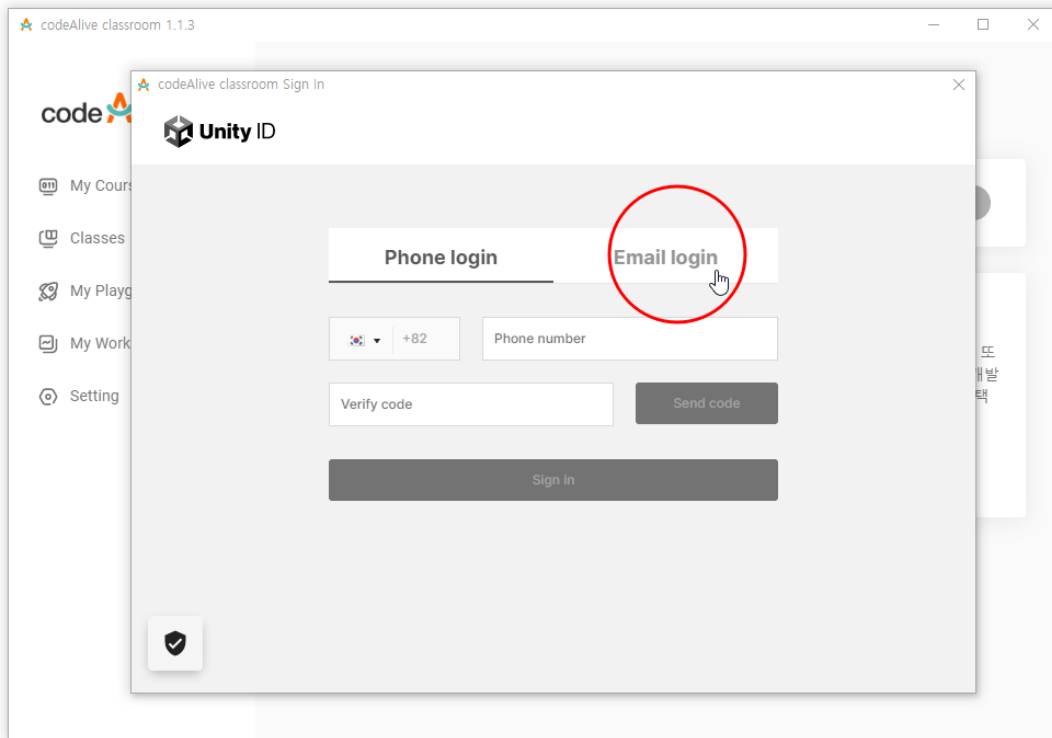 codeAlive classroom 1.1.3
codeAlive classroom Sign In
code
Unity ID
My Cour
Classes
My Playg
My Work
Setting
Phone login
Email login
+82
Phone number
Verify code
Send code
Sign in
또
개발
택